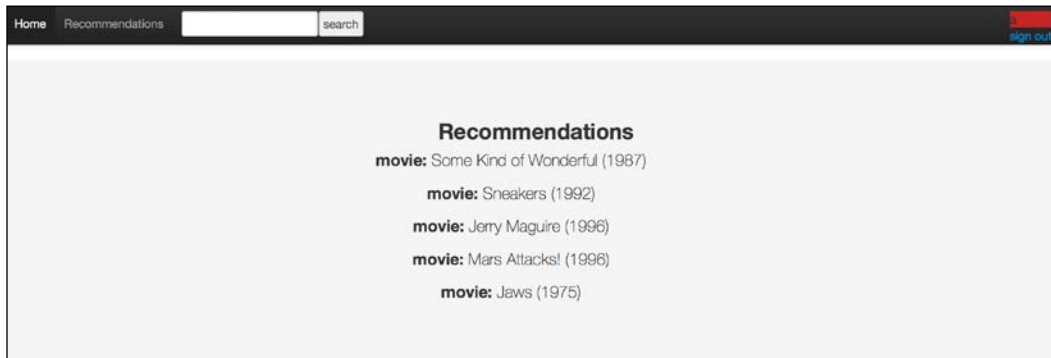 Home Recommendations search a
sign out
Recommendations
movie: Some Kind of Wonderful (1987)
movie: Sneakers (1992)
movie: Jerry Maguire (1996)
movie: Mars Attacks! (1996)
movie: Jaws (1975)